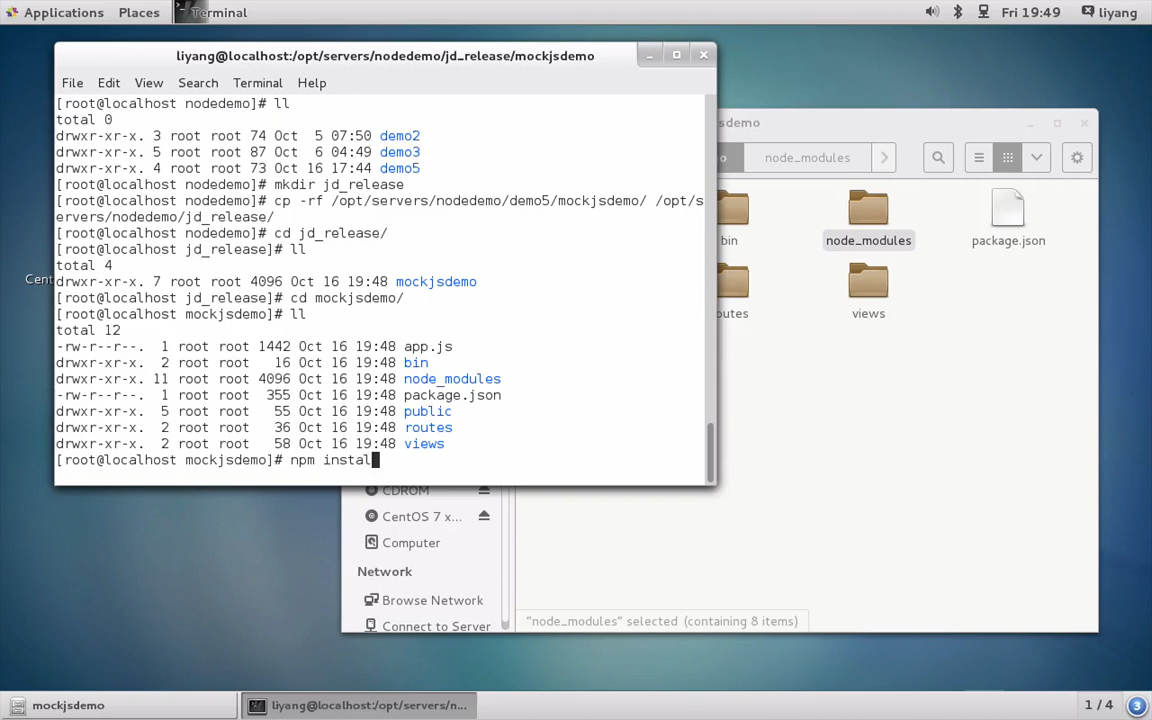 Applications Places Terminal Fri 19:49 liyang
liyang@localhost:/opt/servers/nodedemo/jd_release/mockjsdemo
File Edit View Search Terminal Help
[root@localhost nodedemo]# ll
total 0
drwxr-xr-x. 3 root root 74 Oct  5 07:50 demo2
drwxr-xr-x. 5 root root 87 Oct  6 04:49 demo3
drwxr-xr-x. 4 root root 73 Oct 16 17:44 demo5
[root@localhost nodedemo]# mkdir jd_release
[root@localhost nodedemo]# cp -rf /opt/servers/nodedemo/demo5/mockjsdemo/ /opt/s
ervers/nodedemo/jd_release/
[root@localhost nodedemo]# cd jd_release/
[root@localhost jd_release]# ll
total 4
drwxr-xr-x. 7 root root 4096 Oct 16 19:48 mockjsdemo
[root@localhost jd_release]# cd mockjsdemo/
[root@localhost mockjsdemo]# ll
total 12
-rw-r--r--.  1 root root 1442 Oct 16 19:48 app.js
drwxr-xr-x.  2 root root   16 Oct 16 19:48 bin
drwxr-xr-x. 11 root root 4096 Oct 16 19:48 node_modules
-rw-r--r--.  1 root root  355 Oct 16 19:48 package.json
drwxr-xr-x.  5 root root   55 Oct 16 19:48 public
drwxr-xr-x.  2 root root   36 Oct 16 19:48 routes
drwxr-xr-x.  2 root root   58 Oct 16 19:48 views
[root@localhost mockjsdemo]# npm instal
Cent
sdemo
o node_modules
bin node_modules package.json
outes views
CDROM
CentOS 7 x...
Computer
Network
Browse Network
Connect to Server
"node_modules" selected (containing 8 items)
mockjsdemo liyang@localhost:/opt/servers/n... 1 / 4 3